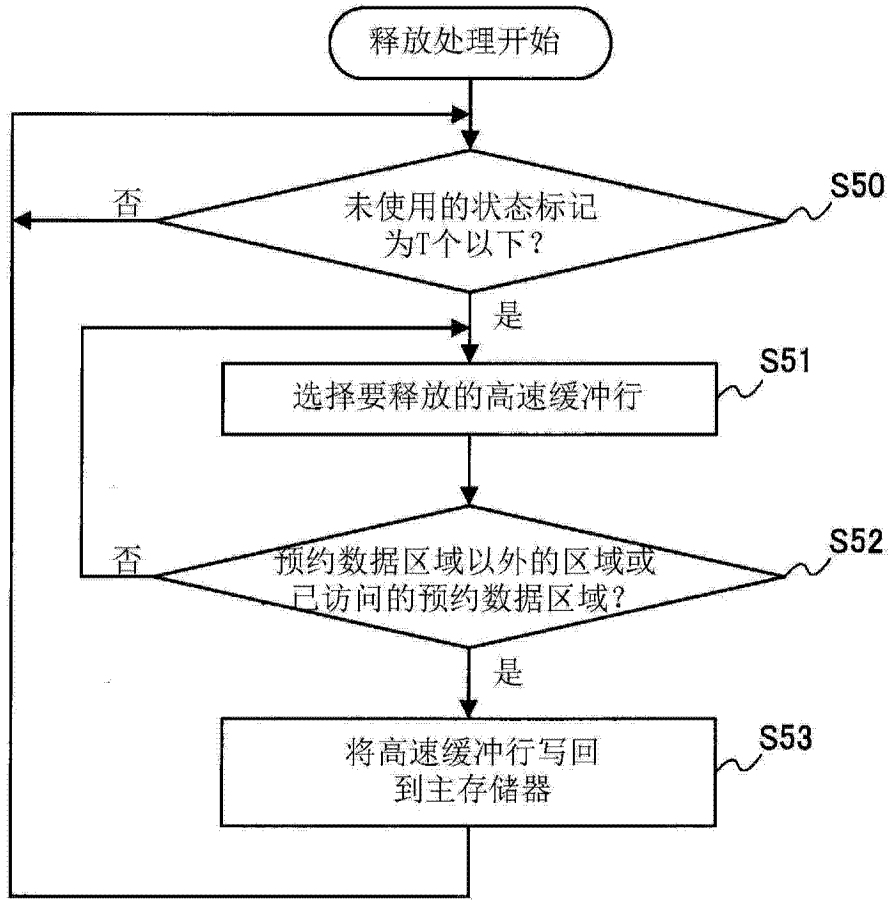 释放处理开始
否
未使用的状态标记
为T个以下?
S50
是
选择要释放的高速缓冲行
S51
否
预约数据区域以外的区域或
已访问的预约数据区域?
S52
是
将高速缓冲行写回
到主存储器
S53